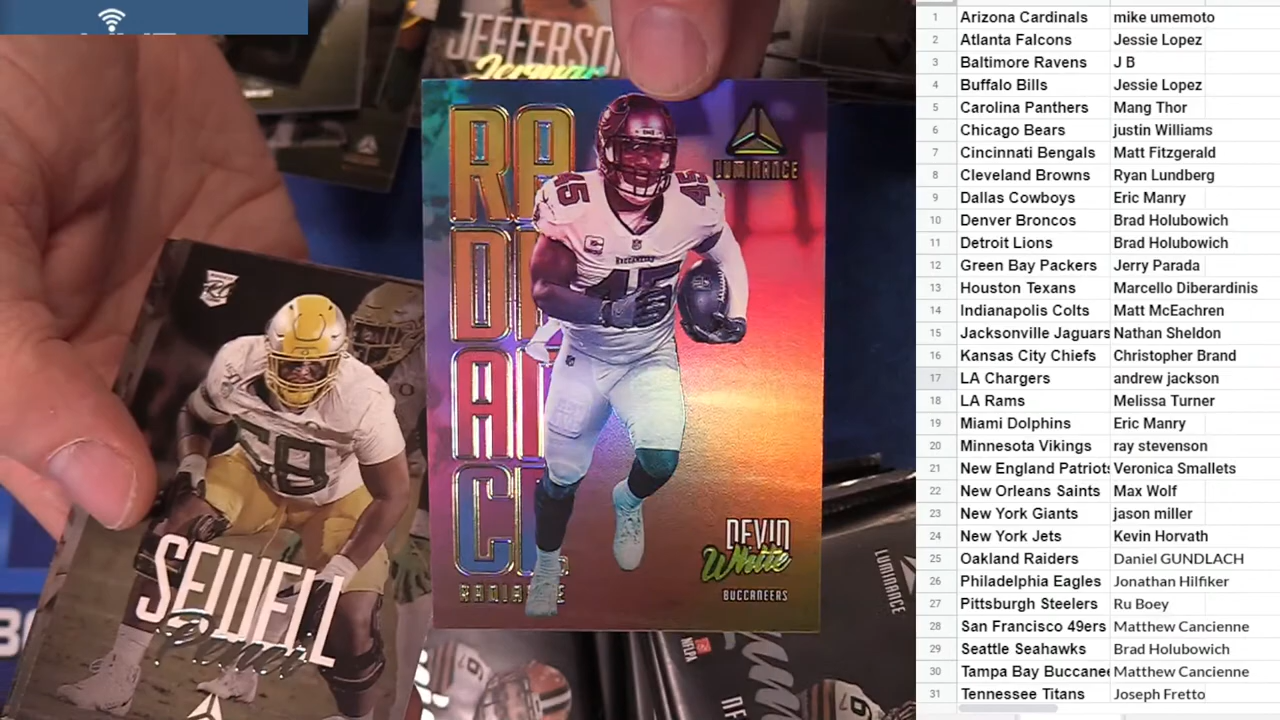 JEFFERSO
RADIANCE
45
45
45
BUCCANEERS
LUMINANCE
DEVIN
White
BUCCANEERS
RADIANCE
58
SEWELL
Penei
LUMINANCE
NFLPA
1 Arizona Cardinals mike umemoto
2 Atlanta Falcons Jessie Lopez
3 Baltimore Ravens J B
4 Buffalo Bills Jessie Lopez
5 Carolina Panthers Mang Thor
6 Chicago Bears justin Williams
7 Cincinnati Bengals Matt Fitzgerald
8 Cleveland Browns Ryan Lundberg
9 Dallas Cowboys Eric Manry
10 Denver Broncos Brad Holubowich
11 Detroit Lions Brad Holubowich
12 Green Bay Packers Jerry Parada
13 Houston Texans Marcello Diberardinis
14 Indianapolis Colts Matt McEachren
15 Jacksonville Jaguars Nathan Sheldon
16 Kansas City Chiefs Christopher Brand
17 LA Chargers andrew jackson
18 LA Rams Melissa Turner
19 Miami Dolphins Eric Manry
20 Minnesota Vikings ray stevenson
21 New England Patriots Veronica Smallets
22 New Orleans Saints Max Wolf
23 New York Giants jason miller
24 New York Jets Kevin Horvath
25 Oakland Raiders Daniel GUNDLACH
26 Philadelphia Eagles Jonathan Hilfiker
27 Pittsburgh Steelers Ru Boey
28 San Francisco 49ers Matthew Cancienne
29 Seattle Seahawks Brad Holubowich
30 Tampa Bay Buccanee Matthew Cancienne
31 Tennessee Titans Joseph Fretto